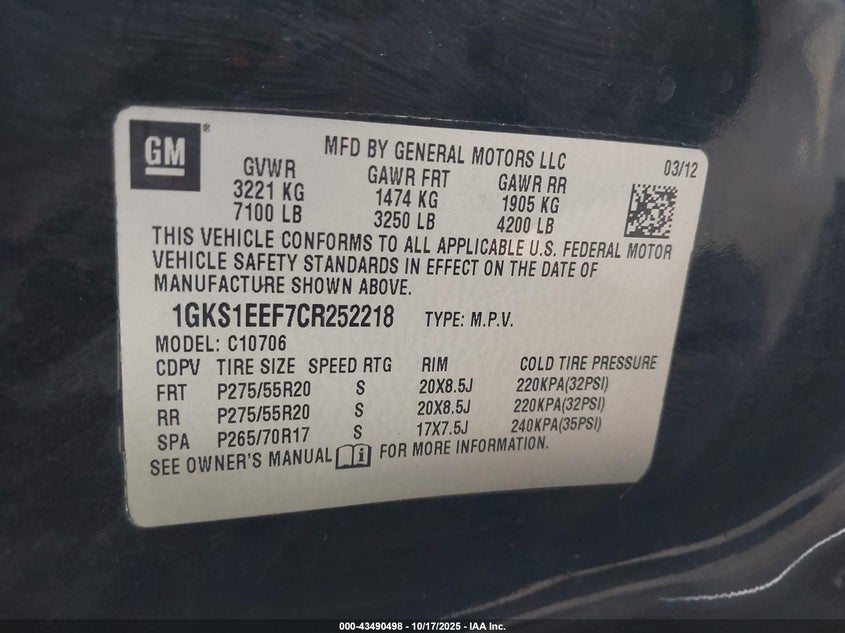 GM®
MFD BY GENERAL MOTORS LLC 03/12
GVWR GAWR FRT GAWR RR
3221 KG 1474 KG 1905 KG
7100 LB 3250 LB 4200 LB
THIS VEHICLE CONFORMS TO ALL APPLICABLE U.S. FEDERAL MOTOR
VEHICLE SAFETY STANDARDS IN EFFECT ON THE DATE OF
MANUFACTURE SHOWN ABOVE.
1GKS1EEF7CR252218 TYPE: M.P.V.
MODEL: C10706
CDPV TIRE SIZE SPEED RTG RIM COLD TIRE PRESSURE
FRT P275/55R20 S 20X8.5J 220KPA(32PSI)
RR P275/55R20 S 20X8.5J 220KPA(32PSI)
SPA P265/70R17 S 17X7.5J 240KPA(35PSI)
SEE OWNER'S MANUAL i FOR MORE INFORMATION.
000-43490498 - 10/17/2025 - IAA Inc.